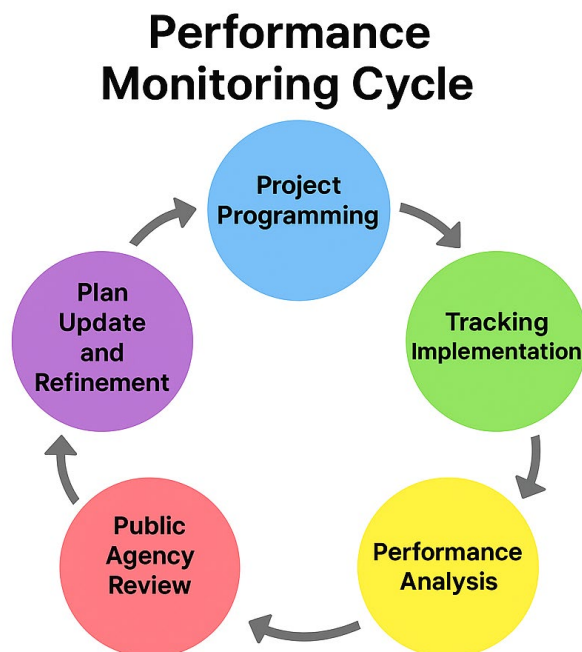 Performance
Monitoring Cycle
Project
Programming
Tracking
Implementation
Performance
Analysis
Public
Agency
Review
Plan
Update
and
Refinement